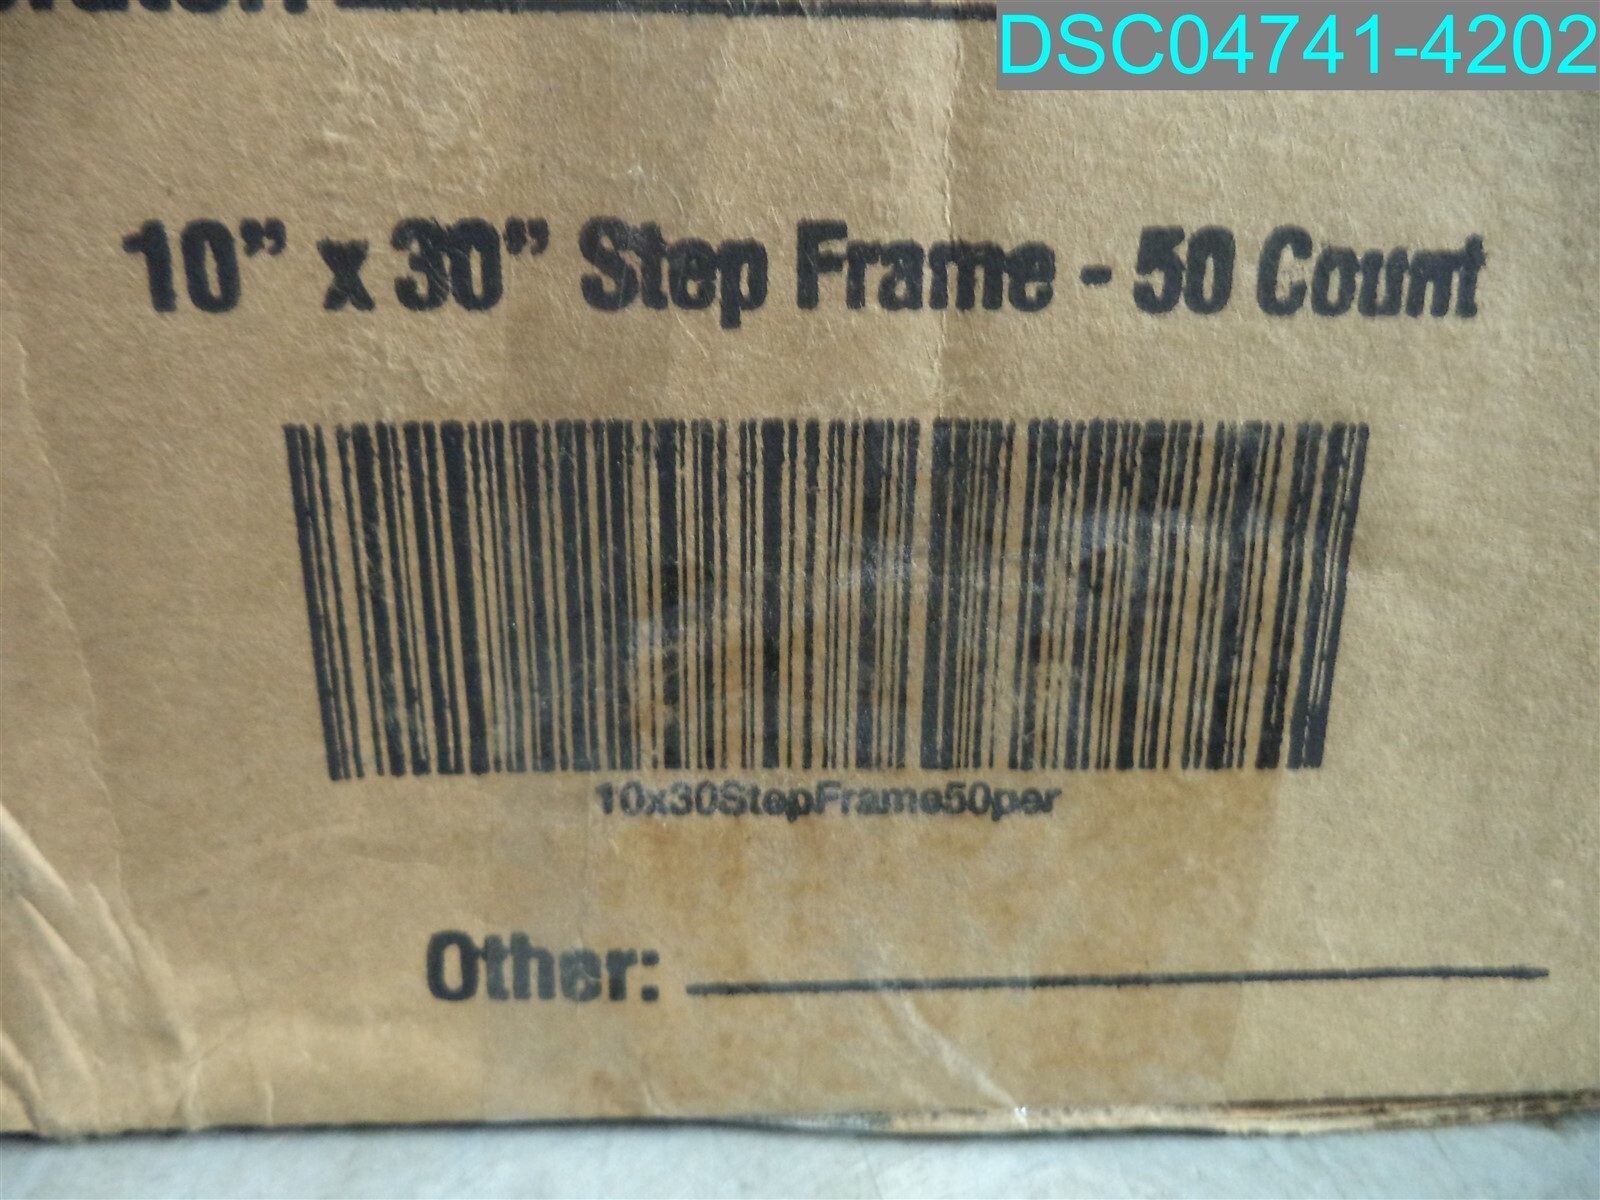 DSC04741-4202
10” x 30” Step Frame - 50 Count
10x30StepFrame50per
Other: